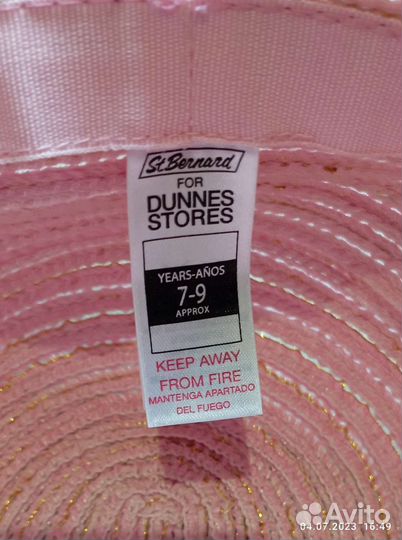 St.Bernard
FOR
DUNNES
STORES
YEARS-AÑOS
7-9
APPROX
KEEP AWAY
FROM FIRE
MANTENGA APARTADO
DEL FUEGO
Avito
04.07.2023 16:49